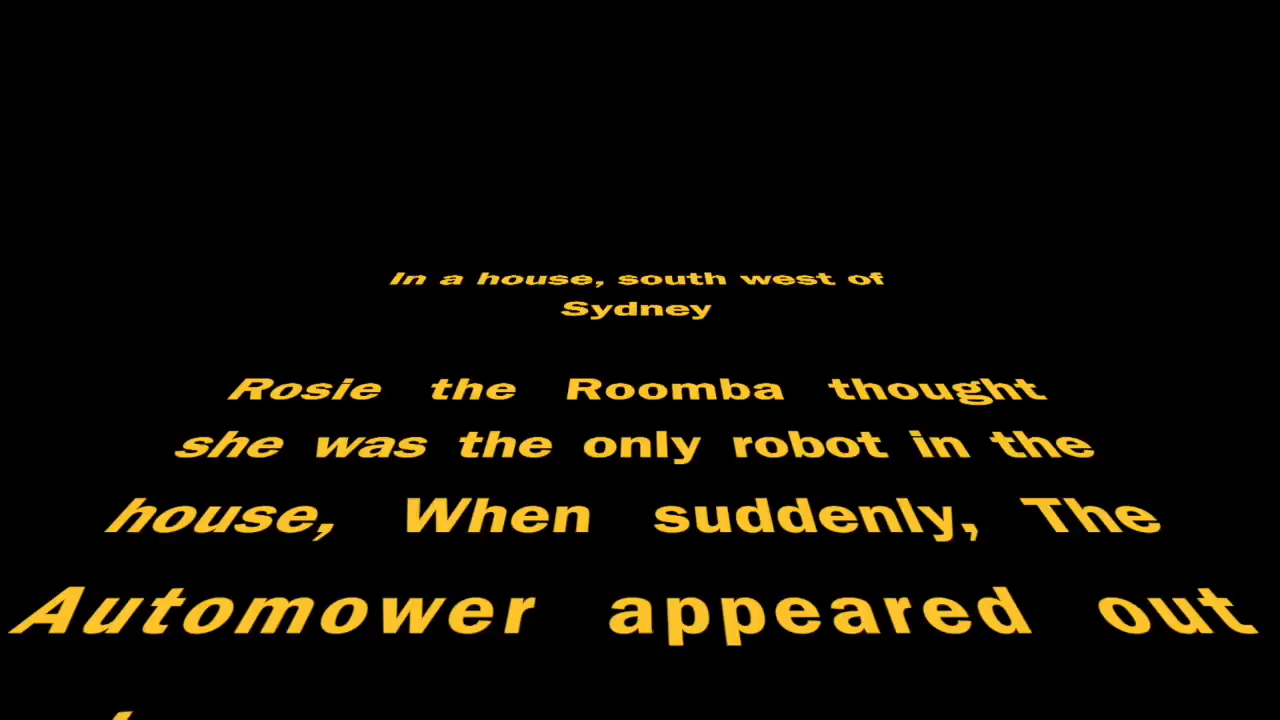 In a house, south west of
Sydney
Rosie the Roomba thought
she was the only robot in the
house, When suddenly, The
Automower appeared out